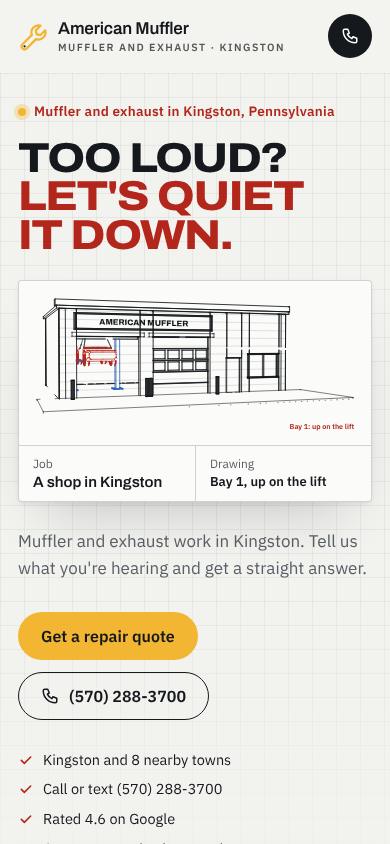 American Muffler
MUFFLER AND EXHAUST · KINGSTON
Muffler and exhaust in Kingston, Pennsylvania
TOO LOUD?
LET'S QUIET
IT DOWN.
AMERICAN MUFFLER
Bay 1: up on the lift
Job
A shop in Kingston
Drawing
Bay 1, up on the lift
Muffler and exhaust work in Kingston. Tell us
what you're hearing and get a straight answer.
Get a repair quote
(570) 288-3700
Kingston and 8 nearby towns
Call or text (570) 288-3700
Rated 4.6 on Google